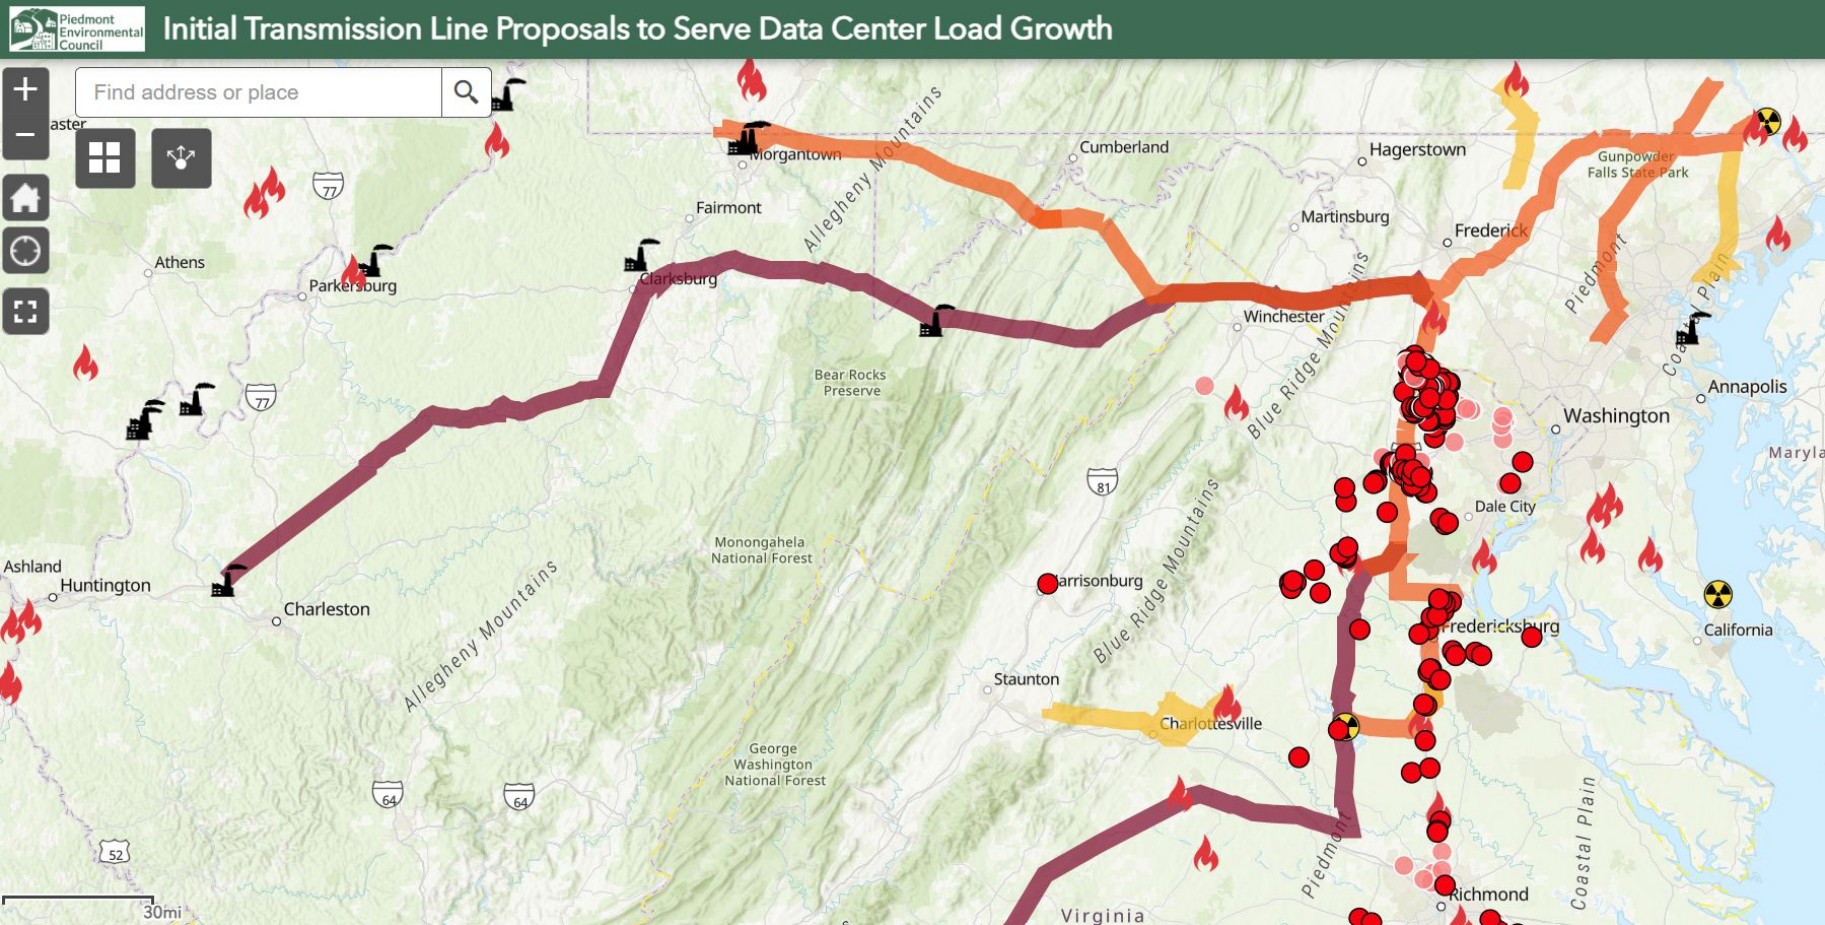 Piedmont
Environmental
Council
Initial Transmission Line Proposals to Serve Data Center Load Growth
+
Find address or place
−
aster
Morgantown
Cumberland
Hagerstown
Gunpowder
Falls State Park
77
Fairmont
Allegheny Mountains
Martinsburg
Frederick
Athens
Parkersburg
Clarksburg
Piedmont
Coastal Plain
Winchester
Blue Ridge Mountains
77
Bear Rocks
Preserve
Annapolis
Washington
Maryla
81
Dale City
Monongahela
National Forest
Ashland
Huntington
arrisonburg
Blue Ridge Mountains
Charleston
Fredericksburg
California
Allegheny Mountains
Staunton
Charlottesville
George
Washington
National Forest
64
64
52
Piedmont
Coastal Plain
Richmond
30mi
Virginia